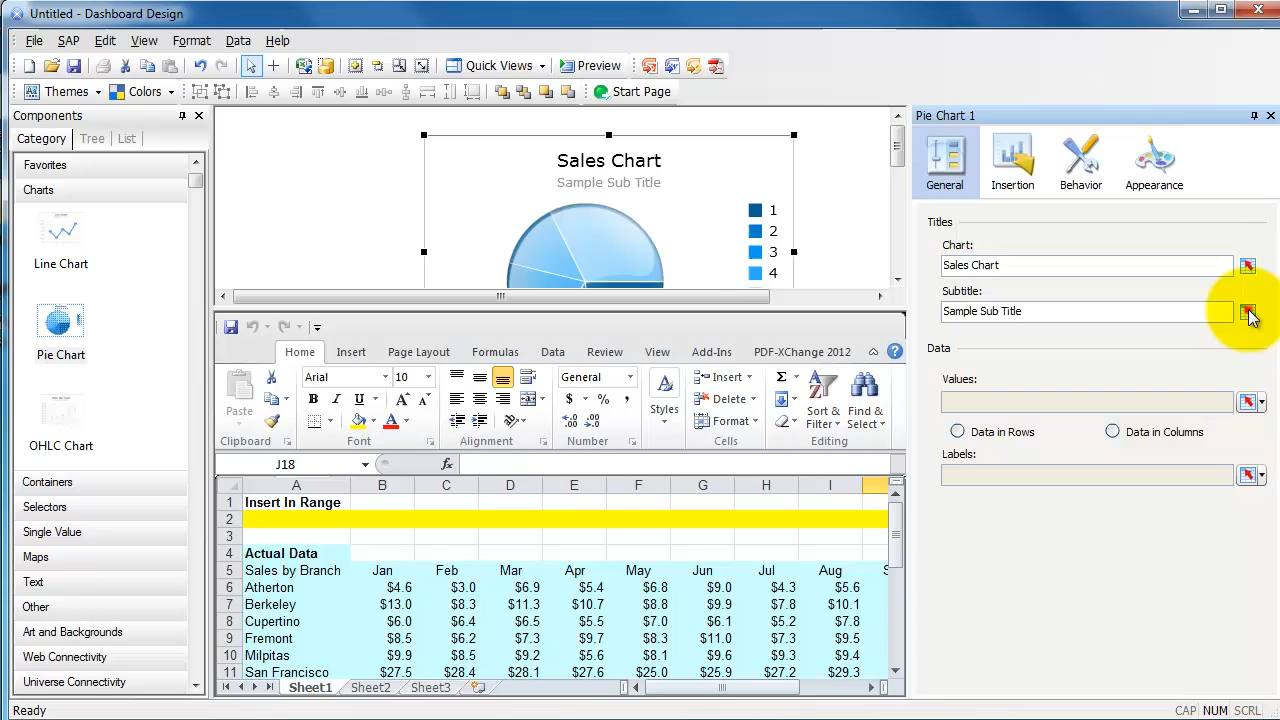 Untitled - Dashboard Design
File SAP Edit View Format Data Help
Quick Views Preview
Themes Colors Start Page
Components
Category Tree List
Favorites
Charts
Line Chart
Pie Chart
OHLC Chart
Containers
Selectors
Single Value
Maps
Text
Other
Art and Backgrounds
Web Connectivity
Universe Connectivity
Sales Chart
Sample Sub Title
1
2
3
4
Home Insert Page Layout Formulas Data Review View Add-Ins PDF-XChange 2012
Paste
Arial 10
B I U
General
$ % ,
Styles
Insert
Delete
Format
Sort & Filter
Find & Select
Clipboard Font Alignment Number Cells Editing
J18 fx
A B C D E F G H I
1 Insert In Range
2
3
4 Actual Data
5 Sales by Branch Jan Feb Mar Apr May Jun Jul Aug S
6 Atherton $4.6 $3.0 $6.9 $5.4 $6.8 $9.0 $4.3 $5.6
7 Berkeley $13.0 $8.3 $11.3 $10.7 $8.8 $9.9 $7.8 $10.1
8 Cupertino $6.0 $6.4 $6.5 $5.5 $7.0 $6.1 $5.2 $7.8
9 Fremont $8.5 $6.2 $7.3 $9.7 $8.3 $11.0 $7.3 $9.5
10 Milpitas $9.9 $8.5 $9.2 $5.6 $8.1 $9.6 $9.3 $9.4
11 San Francisco $27.5 $28.4 $28.1 $27.6 $25.0 $25.9 $27.2 $29.3
Sheet1 Sheet2 Sheet3
Pie Chart 1
General Insertion Behavior Appearance
Titles
Chart:
Sales Chart
Subtitle:
Sample Sub Title
Data
Values:
Data in Rows Data in Columns
Labels:
Ready CAP NUM SCRL